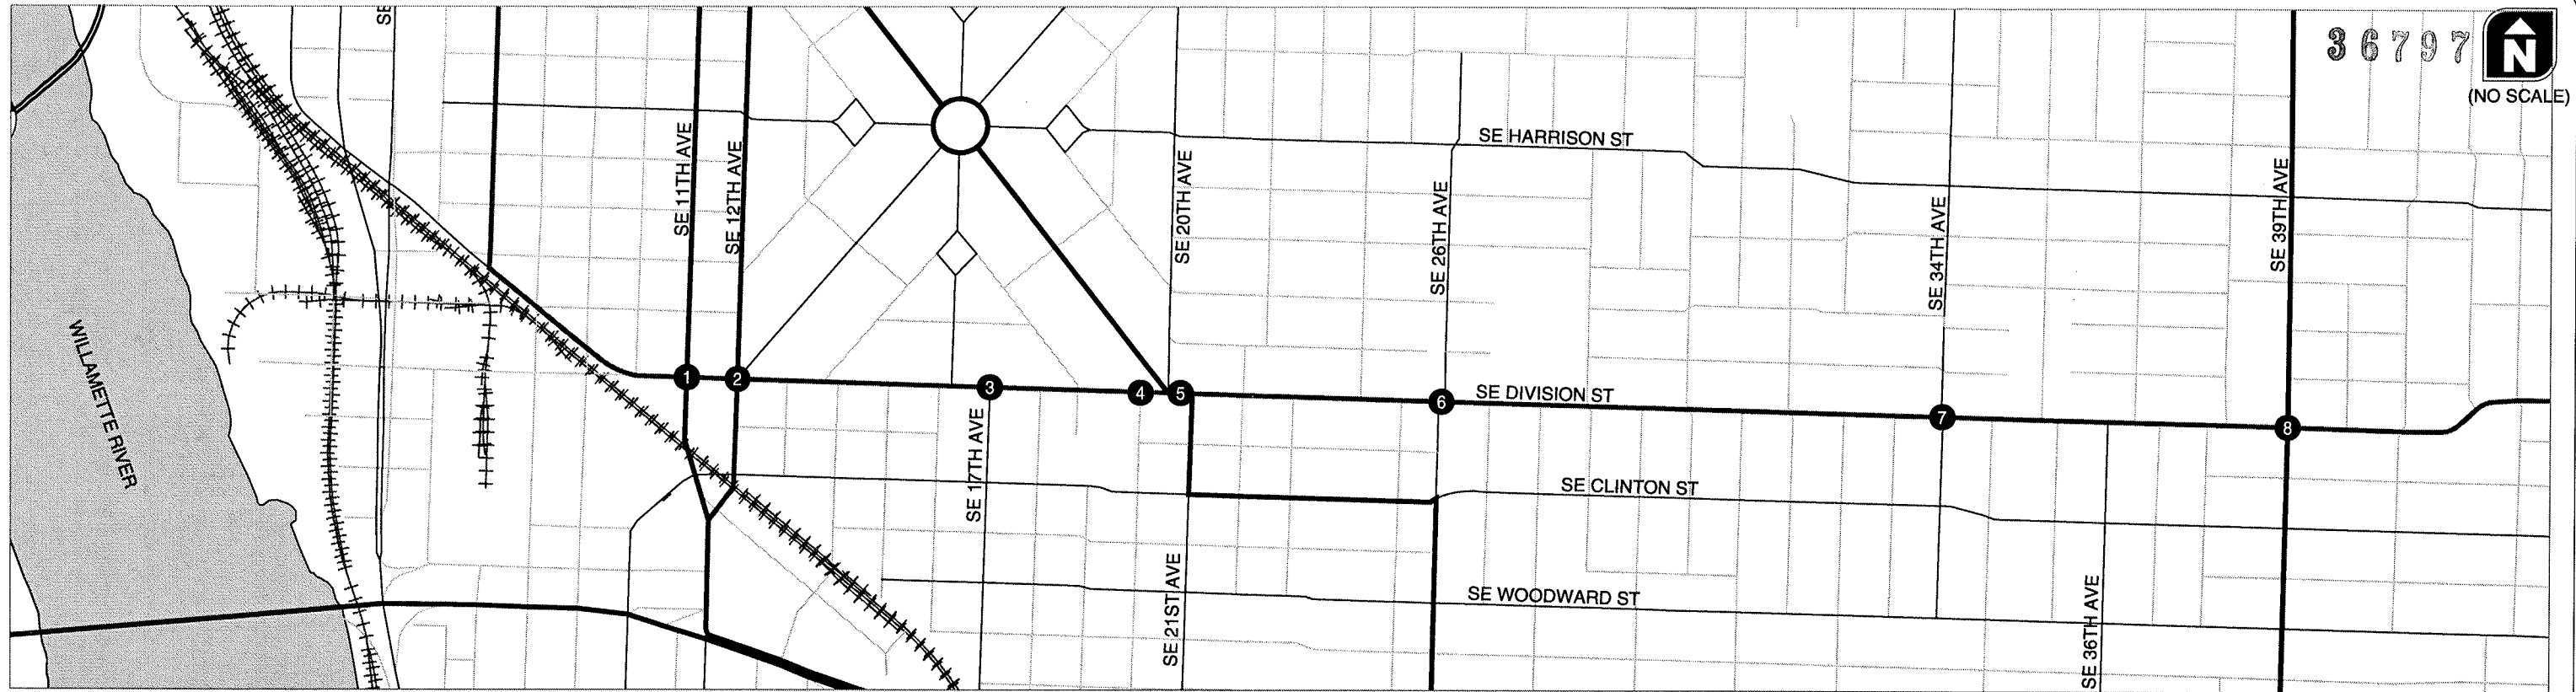 SE
36797
N
(NO SCALE)
SE 11TH AVE
SE 12TH AVE
SE HARRISON ST
SE 20TH AVE
SE 26TH AVE
SE 34TH AVE
SE 39TH AVE
WILLAMETTE RIVER
1
2
3
4
5
6
SE DIVISION ST
7
8
SE 17TH AVE
SE CLINTON ST
SE 21ST AVE
SE WOODWARD ST
SE 36TH AVE